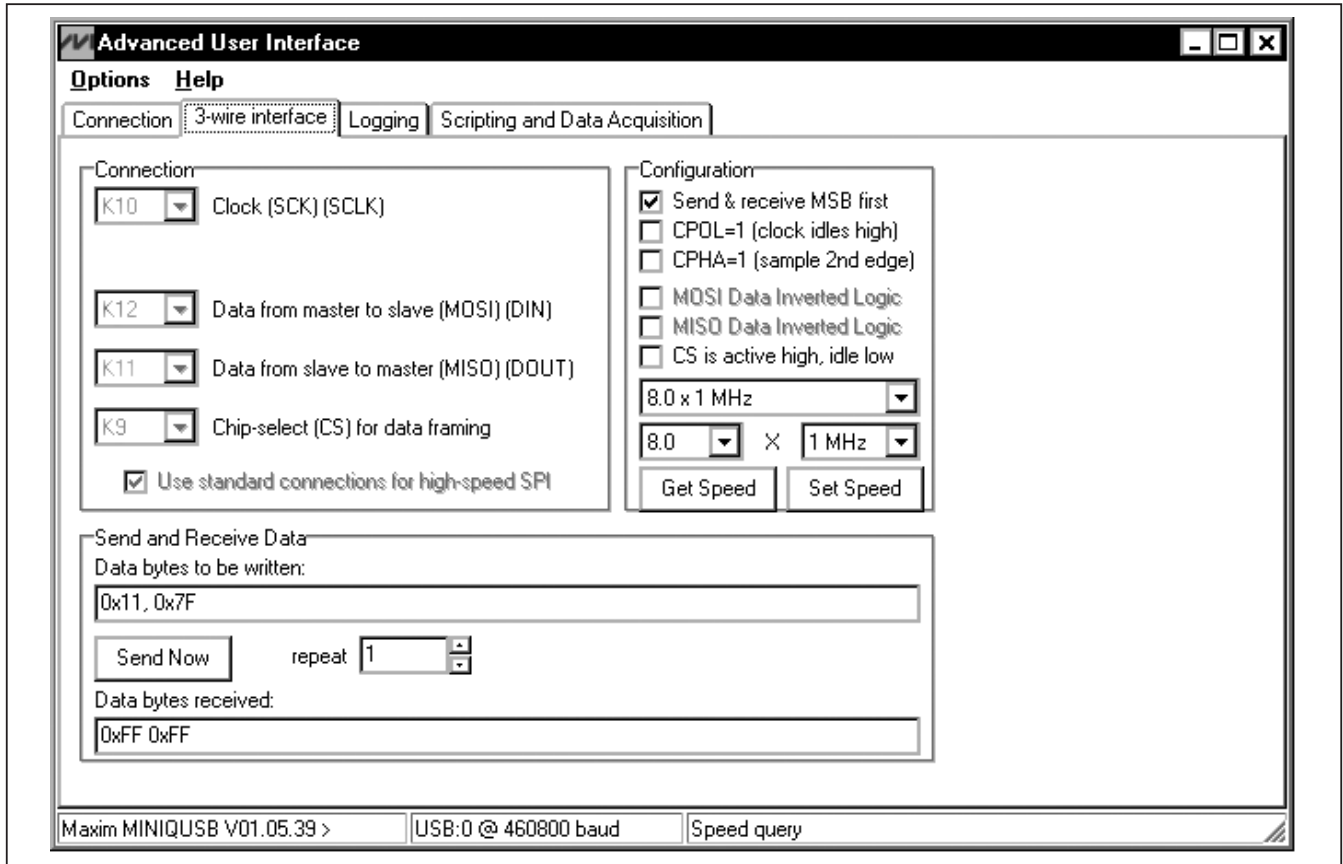 Advanced User Interface
Options Help
Connection 3-wire interface Logging Scripting and Data Acquisition
Connection
K10 Clock (SCK) (SCLK)
K12 Data from master to slave (MOSI) (DIN)
K11 Data from slave to master (MISO) (DOUT)
K9 Chip-select (CS) for data framing
Use standard connections for high-speed SPI
Configuration
Send & receive MSB first
CPOL=1 (clock idles high)
CPHA=1 (sample 2nd edge)
MOSI Data Inverted Logic
MISO Data Inverted Logic
CS is active high, idle low
8.0 x 1 MHz
8.0 X 1 MHz
Get Speed Set Speed
Send and Receive Data
Data bytes to be written:
0x11, 0x7F
Send Now repeat 1
Data bytes received:
0xFF 0xFF
Maxim MINIQUSB V01.05.39 > USB:0 @ 460800 baud Speed query